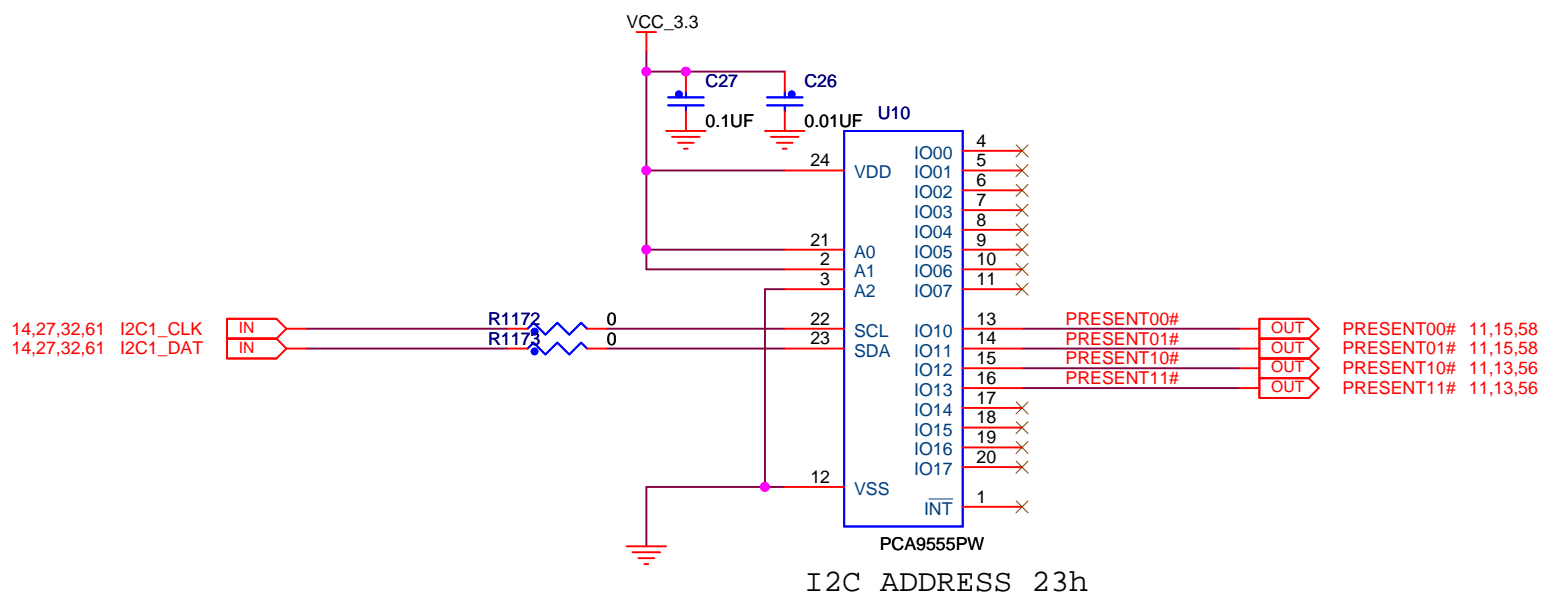 VCC_3.3
C27 C26
0.1UF 0.01UF
U10
24 VDD
21 A0
2 A1
3 A2
14,27,32,61 I2C1_CLK IN R1172 0 22 SCL
14,27,32,61 I2C1_DAT IN R1173 0 23 SDA
12 VSS
IO00 4
IO01 5
IO02 6
IO03 7
IO04 8
IO05 9
IO06 10
IO07 11
IO10 13 PRESENT00# OUT PRESENT00# 11,15,58
IO11 14 PRESENT01# OUT PRESENT01# 11,15,58
IO12 15 PRESENT10# OUT PRESENT10# 11,13,56
IO13 16 PRESENT11# OUT PRESENT11# 11,13,56
IO14 17
IO15 18
IO16 19
IO17 20
INT 1
PCA9555PW
I2C ADDRESS 23h